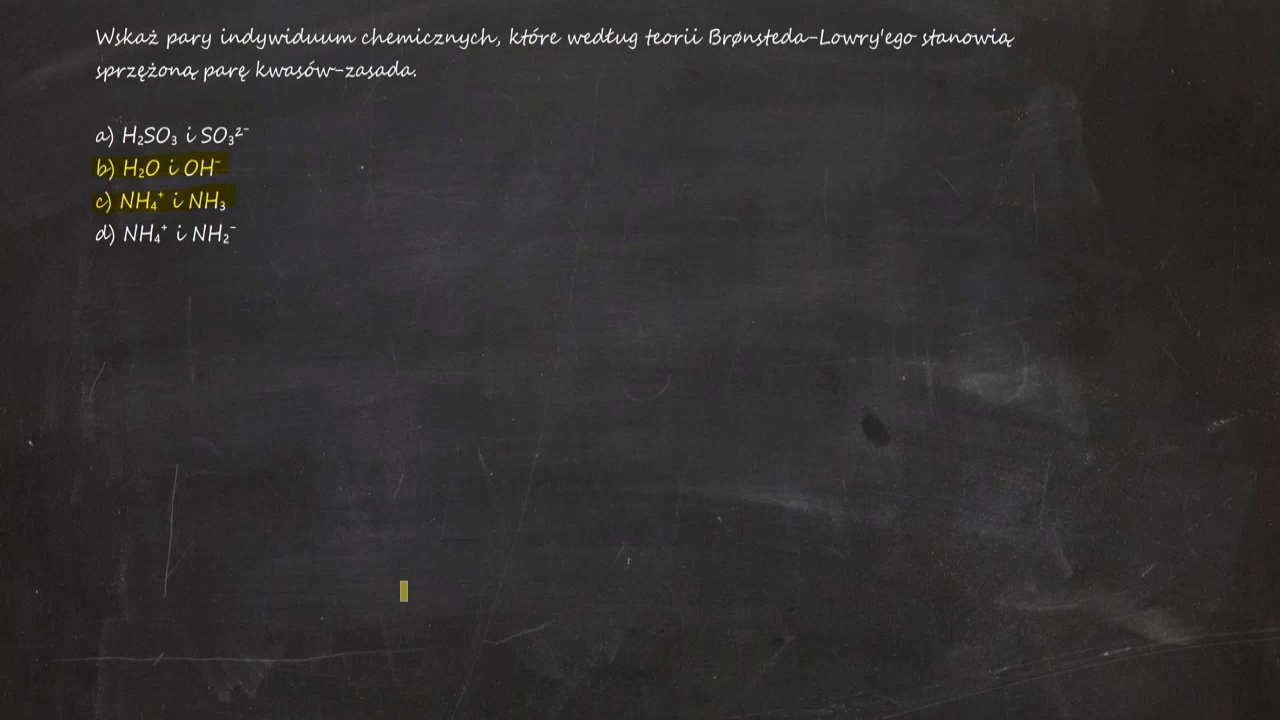 Wskaż pary indywiduum chemicznych, które według teorii Brønsteda-Lowry'ego stanowią
sprzężoną parę kwasów-zasada.
a) H₂SO₃ i SO₃²⁻
b) H₂O i OH⁻
c) NH₄⁺ i NH₃
d) NH₄⁺ i NH₂⁻